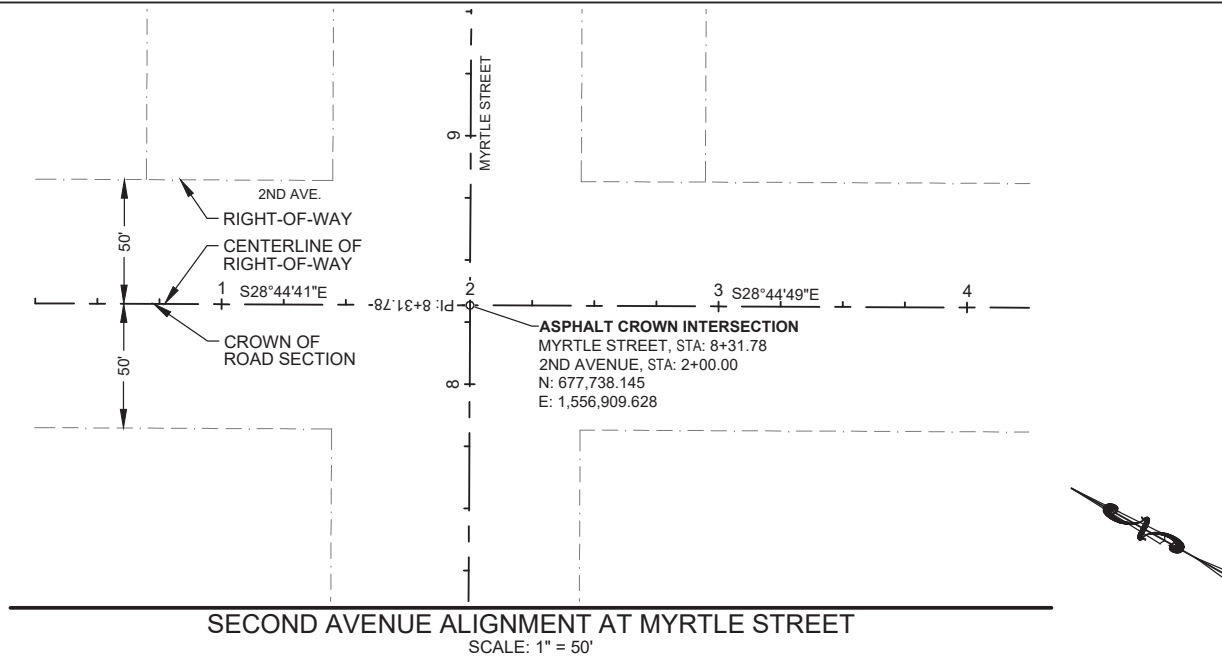 MYRTLE STREET
9
2ND AVE.
RIGHT-OF-WAY
50'
CENTERLINE OF
RIGHT-OF-WAY
1
S28°44'41"E
PI: 8+31.78
2
3
S28°44'49"E
4
CROWN OF
ROAD SECTION
50'
8
ASPHALT CROWN INTERSECTION
MYRTLE STREET, STA: 8+31.78
2ND AVENUE, STA: 2+00.00
N: 677,738.145
E: 1,556,909.628
SECOND AVENUE ALIGNMENT AT MYRTLE STREET
SCALE: 1" = 50'